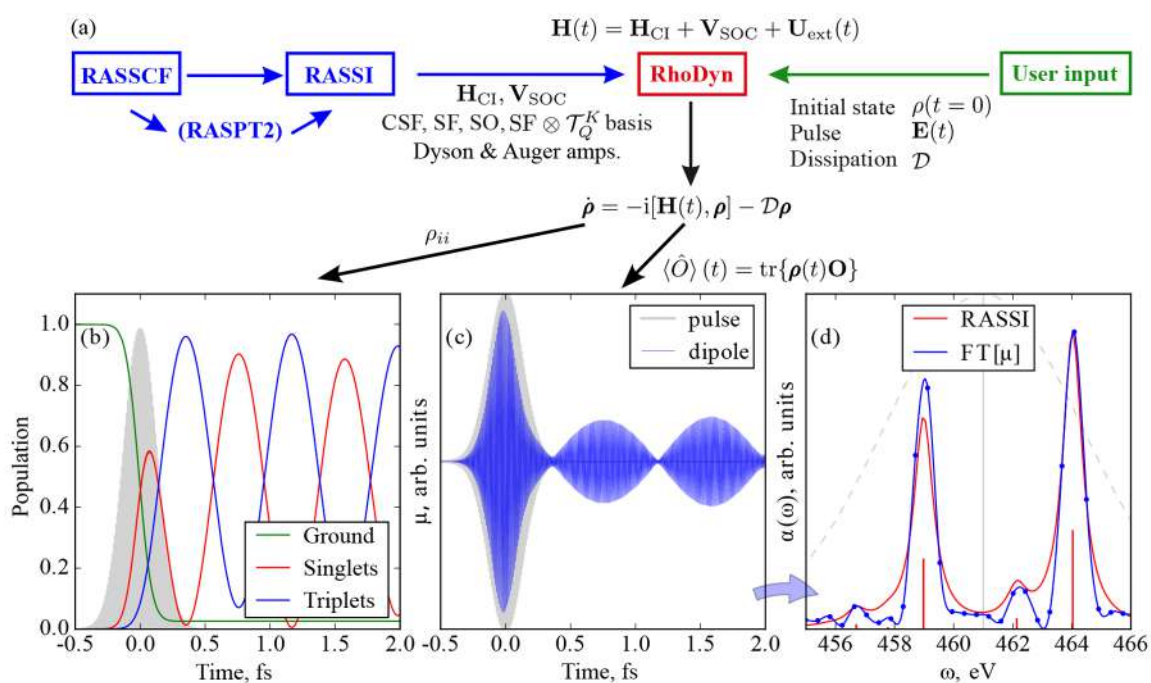 (a)
H(t) = H_CI + V_SOC + U_ext(t)
RASSCF
RASSI
RhoDyn
User input
(RASPT2)
H_CI, V_SOC
CSF, SF, SO, SF ⊗ 𝒯_Q^K basis
Dyson & Auger amps.
Initial state ρ(t = 0)
Pulse E(t)
Dissipation 𝒟
ρ̇ = −i[H(t), ρ] − 𝒟ρ
ρ_ii
⟨Ô⟩ (t) = tr{ρ(t)O}
(b)
Population
1.0
0.8
0.6
0.4
0.2
0.0
Ground
Singlets
Triplets
-0.5 0.0 0.5 1.0 1.5 2.0
Time, fs
(c)
μ, arb. units
pulse
dipole
-0.5 0.0 0.5 1.0 1.5 2.0
Time, fs
(d)
α(ω), arb. units
RASSI
FT[μ]
456 458 460 462 464 466
ω, eV